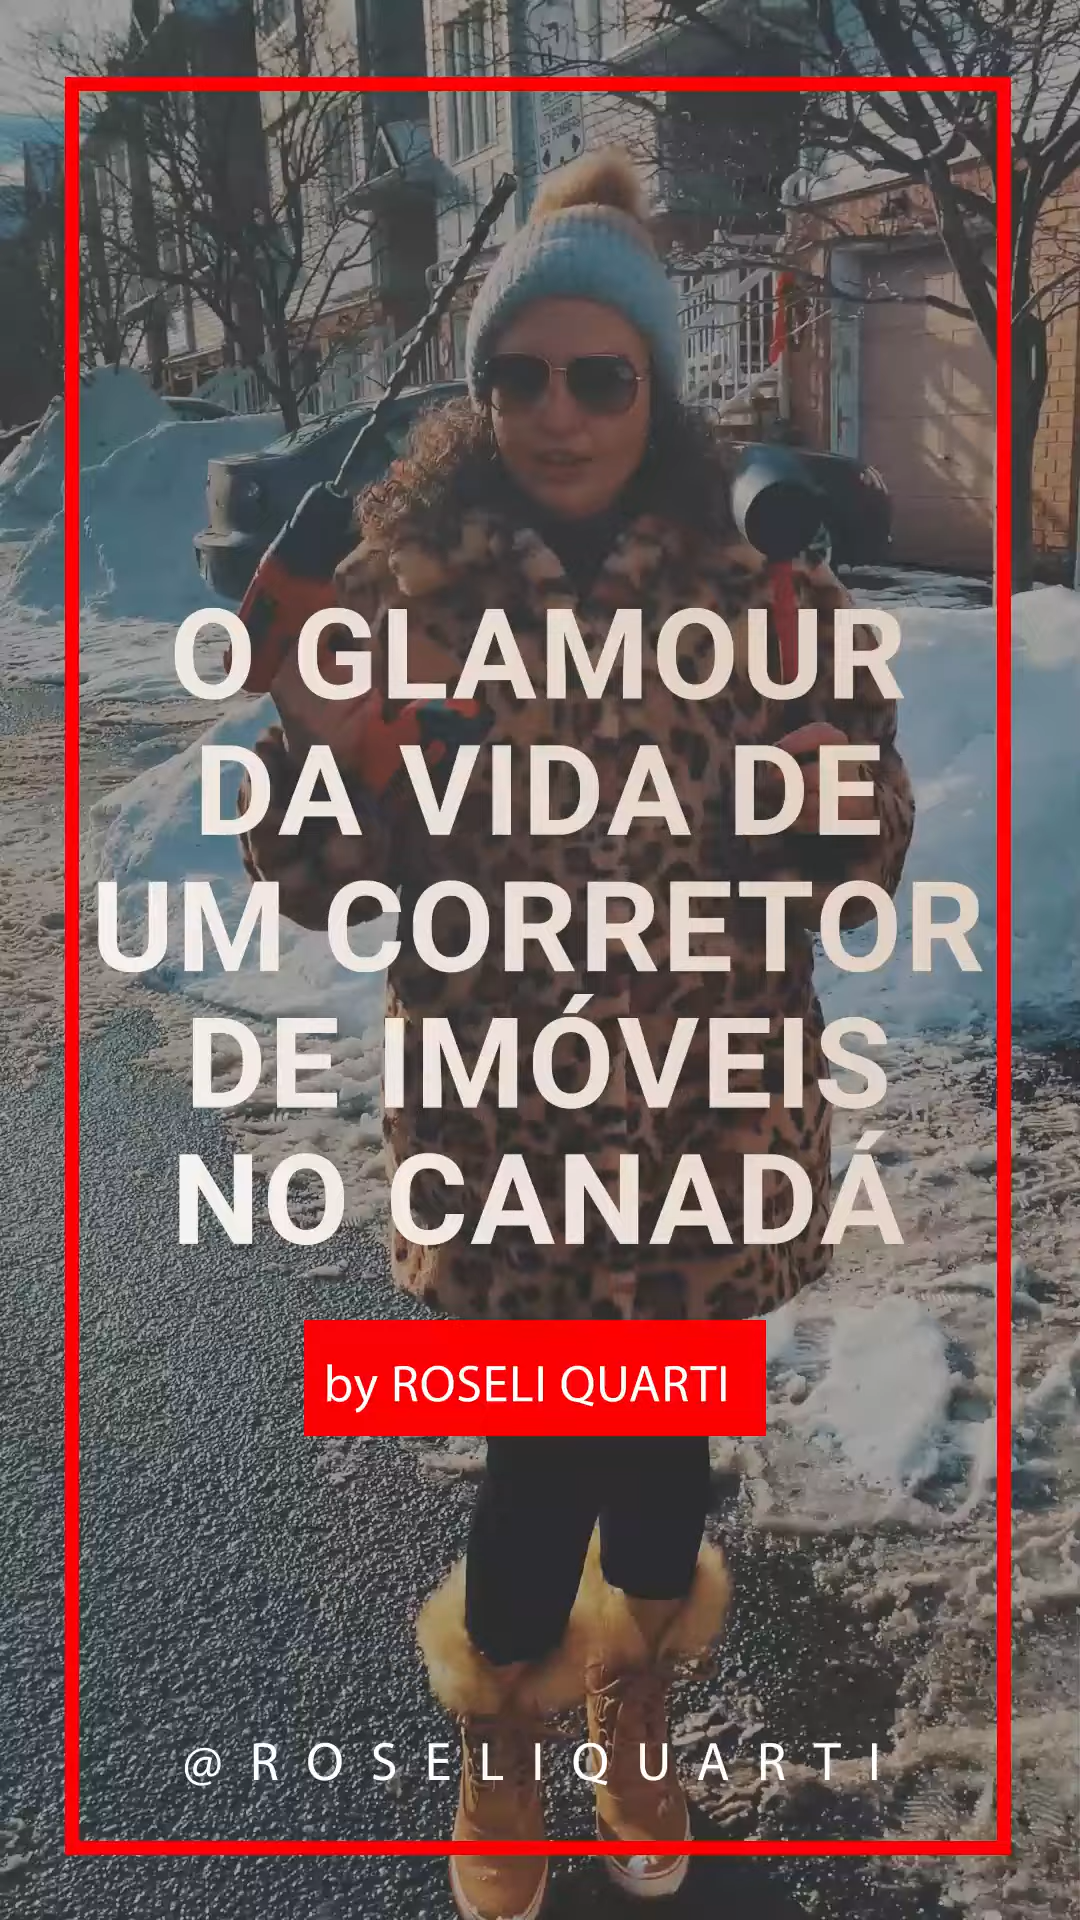 O GLAMOUR
DA VIDA DE
UM CORRETOR
DE IMÓVEIS
NO CANADÁ
by ROSELI QUARTI
@ROSELIQUARTI